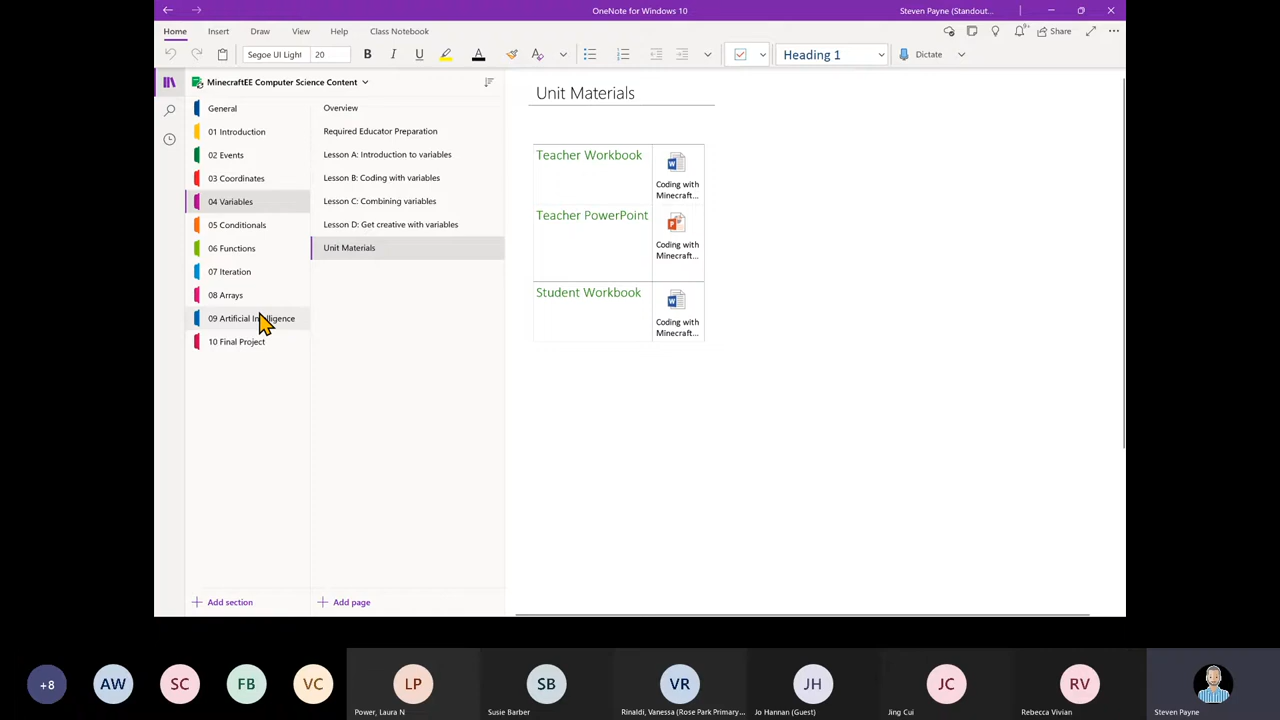 OneNote for Windows 10
Steven Payne (Standout...
Home
Insert
Draw
View
Help
Class Notebook
9+
Share
Segoe UI Light
20
B
I
U
A
A
Heading 1
Dictate
MinecraftEE Computer Science Content
General
01 Introduction
02 Events
03 Coordinates
04 Variables
05 Conditionals
06 Functions
07 Iteration
08 Arrays
10 Final Project
09 Artificial
Add section
Overview
Required Educator Preparation
Lesson A: Introduction to variables
Lesson B: Coding with variables
Lesson C: Combining variables
Lesson D: Get creative with variables
Unit Materials
Add page
Unit Materials
Teacher Workbook
Coding with
Minecraft...
Teacher PowerPoint
Coding with
Minecraft...
Student Workbook
Coding with
Minecraft...
+8
AW
SC
FB
VC
LP
Power, Laura N
SB
Susie Barber
VR
Rinaldi, Vanessa (Rose Park Primary...
JH
Jo Hannan (Guest)
JC
Jing Cui
RV
Rebecca Vivian
Steven Payne